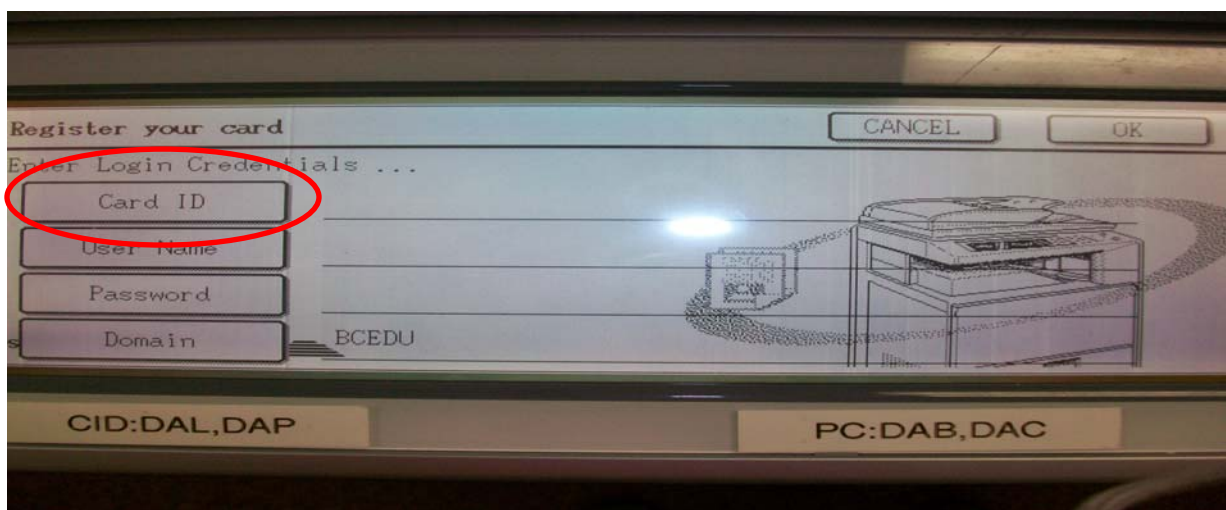 Register your card
CANCEL
OK
Enter Login Credentials ...
Card ID
User Name
Password
Domain
BCEDU
CID:DAL,DAP
PC:DAB,DAC